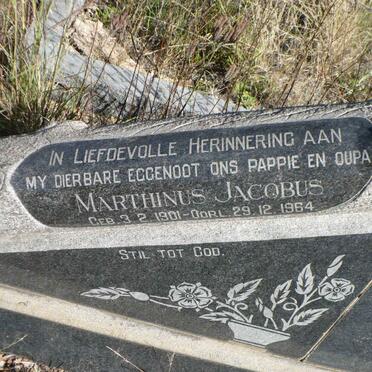 IN LIEFDEVOLLE HERINNERING AAN
MY DIERBARE EGGENOOT ONS PAPPIE EN OUPA
MARTHINUS JACOBUS
GEB 3.2.1901 - OORL 29.12.1964
STIL TOT GOD.